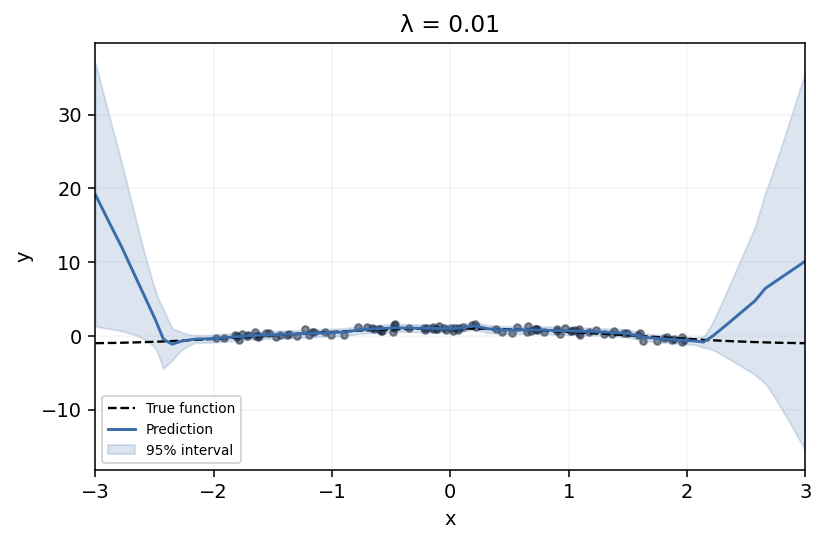 λ = 0.01
y
30
20
10
0
−10
True function
Prediction
95% interval
−3
−2
−1
0
1
2
3
x